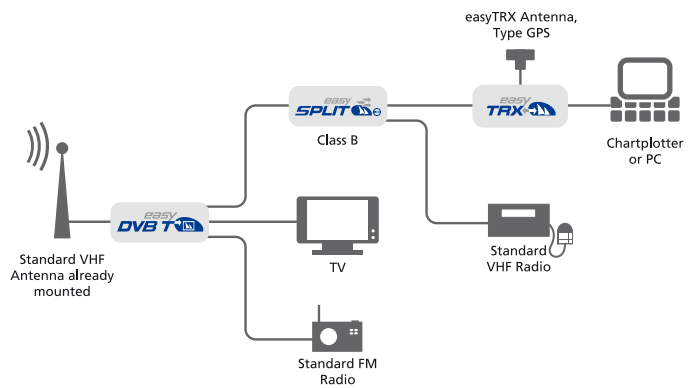 easyTRX Antenna,
Type GPS
easy
SPLIT
Class B
easy
TRX
Chartplotter
or PC
easy
DVB T
Standard VHF
Antenna already
mounted
TV
Standard
VHF Radio
Standard FM
Radio